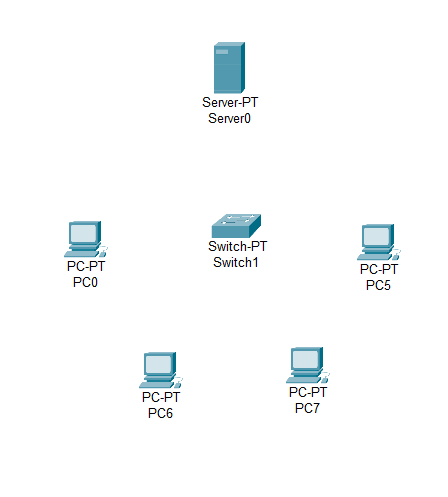 Server-PT
Server0
Switch-PT
Switch1
PC-PT
PC0
PC-PT
PC5
PC-PT
PC6
PC-PT
PC7